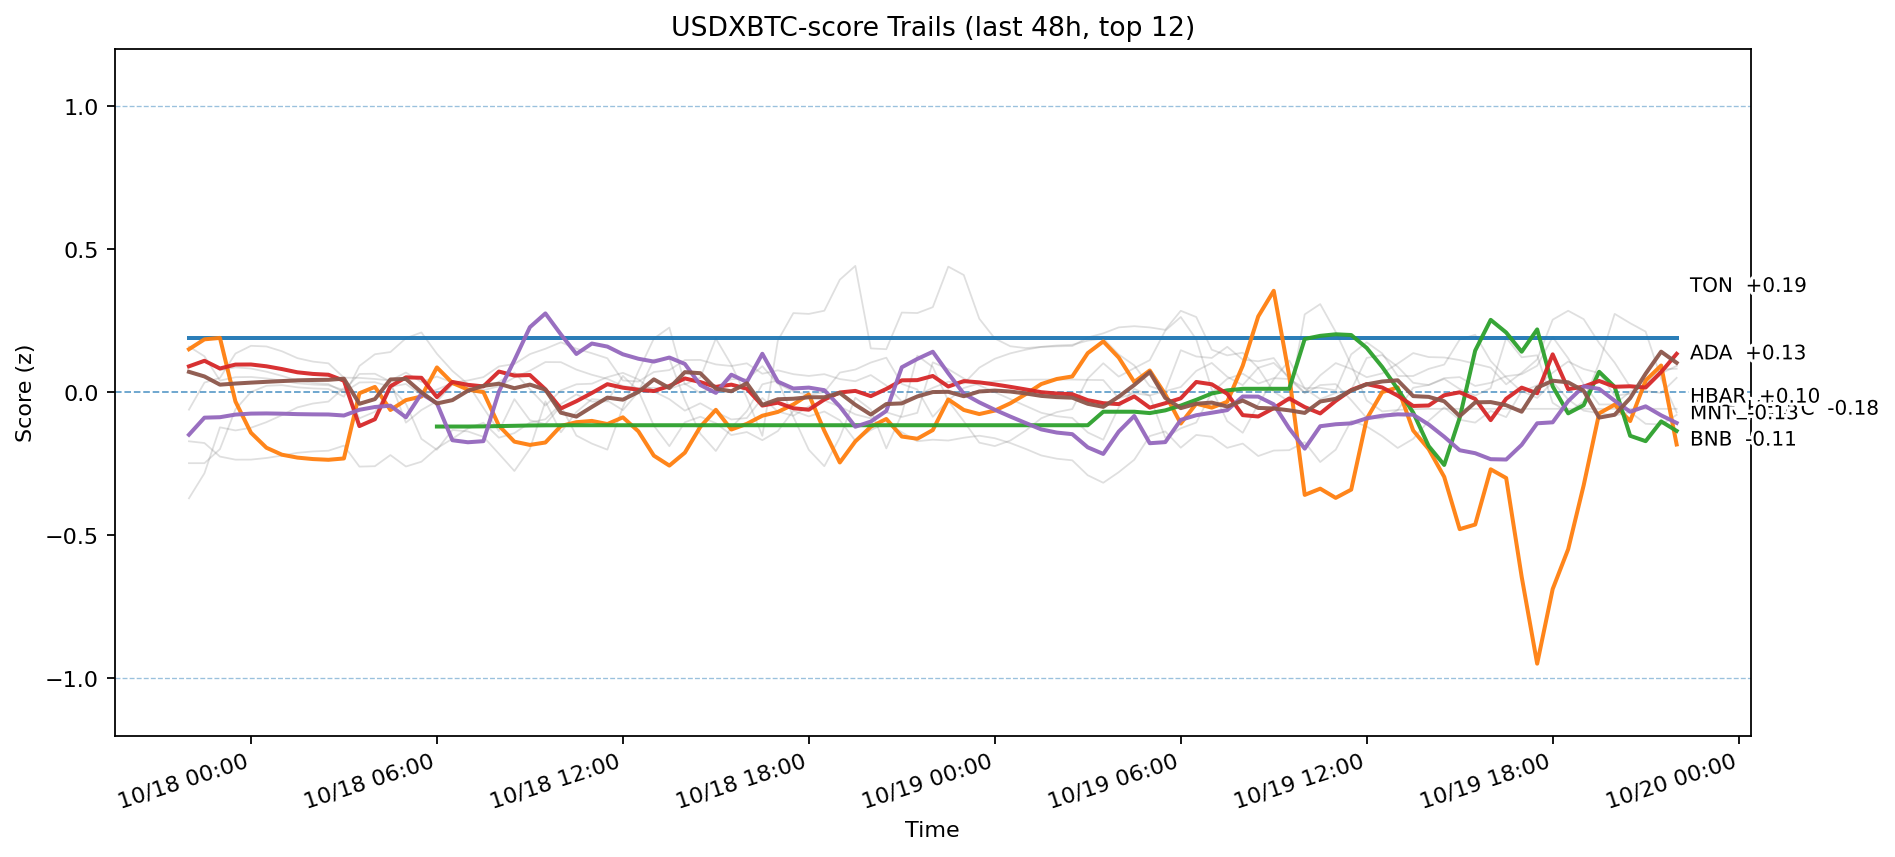 USDXBTC-score Trails (last 48h, top 12)
Score (z)
1.0
0.5
0.0
−0.5
−1.0
TON +0.19
ADA +0.13
HBAR +0.10
MNT -0.13
-0.18
BNB -0.11
10/18 00:00
10/18 06:00
10/18 12:00
10/18 18:00
10/19 00:00
10/19 06:00
10/19 12:00
10/19 18:00
10/20 00:00
Time